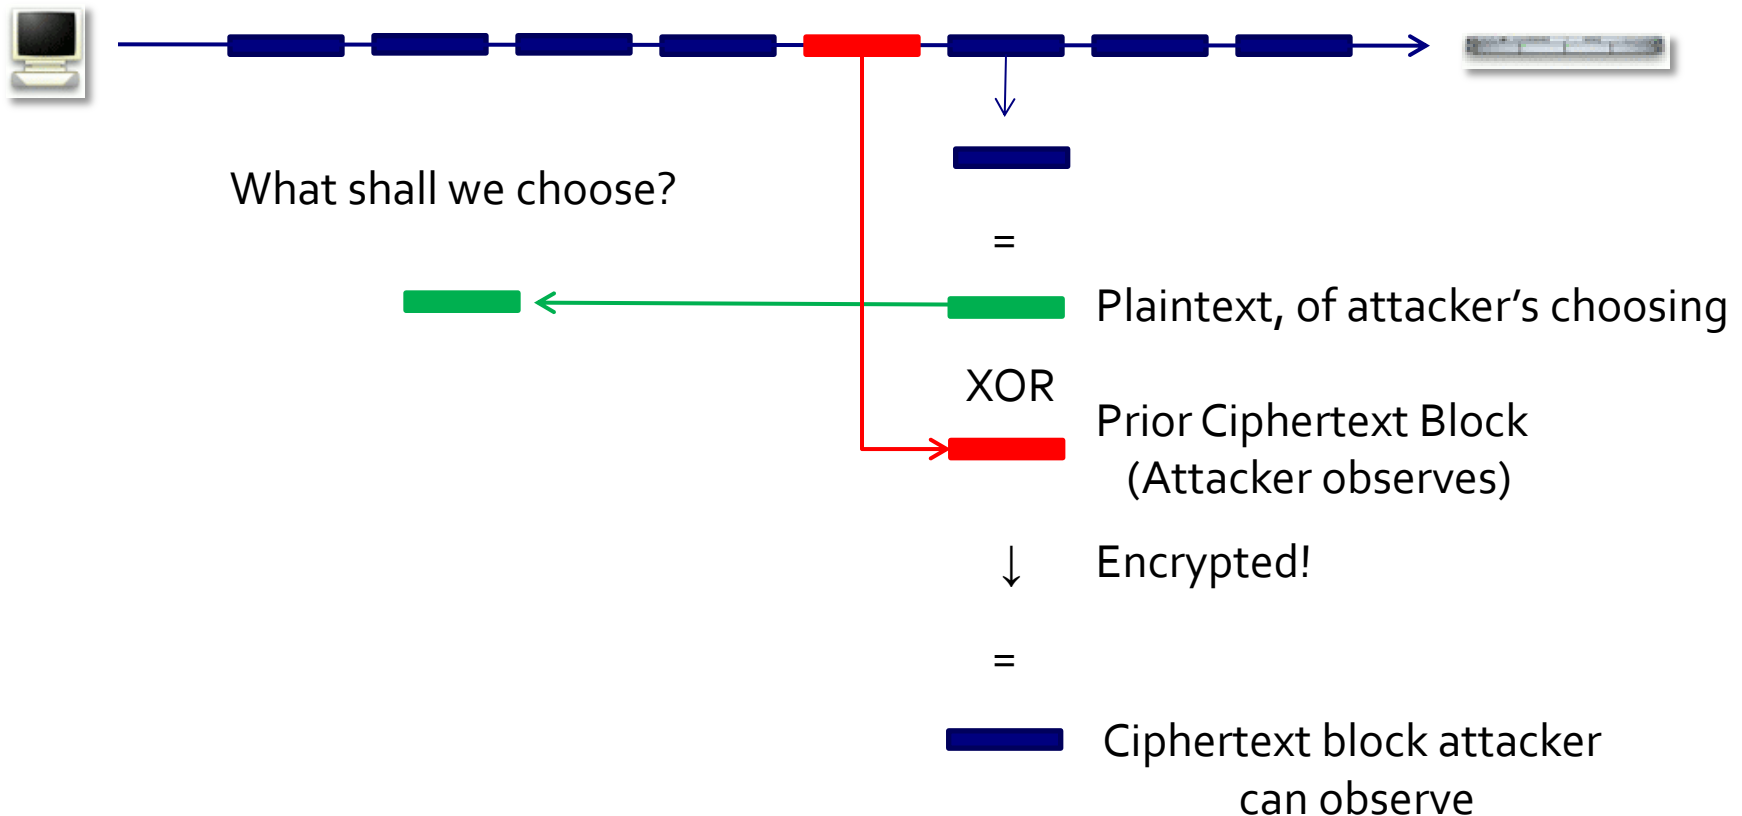 What shall we choose?
=
Plaintext, of attacker’s choosing
XOR
Prior Ciphertext Block
(Attacker observes)
↓ Encrypted!
=
Ciphertext block attacker
can observe